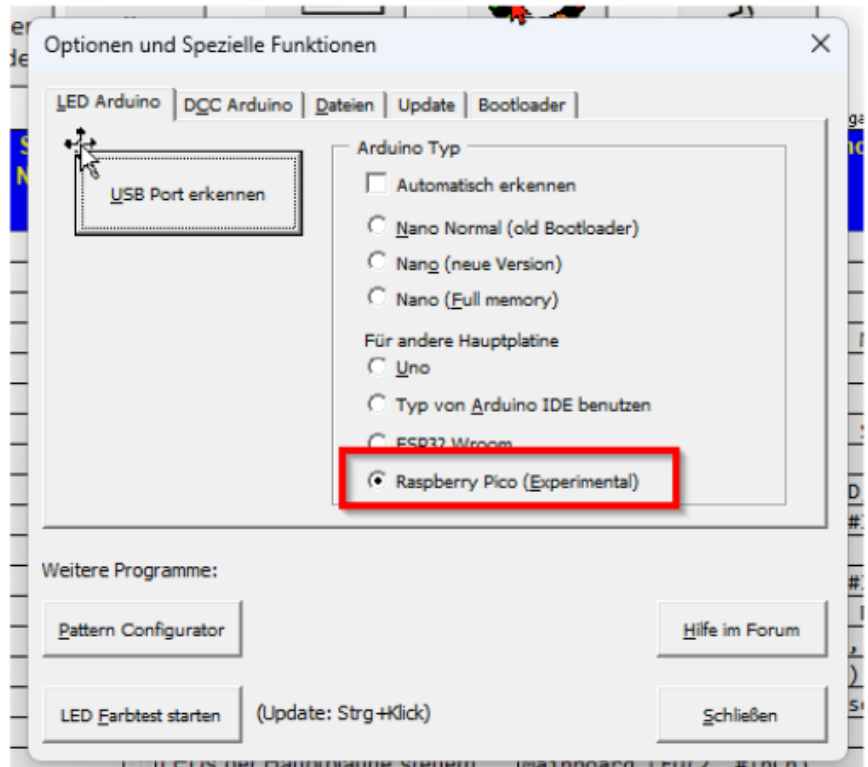 Optionen und Spezielle Funktionen
LED Arduino
DCC Arduino
Dateien
Update
Bootloader
USB Port erkennen
Arduino Typ
Automatisch erkennen
Nano Normal (old Bootloader)
Nano (neue Version)
Nano (Full memory)
Für andere Hauptplatine
Uno
Typ von Arduino IDE benutzen
ESP32 Wroom
Raspberry Pico (Experimental)
Weitere Programme:
Pattern Configurator
Hilfe im Forum
LED Farbtest starten
(Update: Strg+Klick)
Schließen